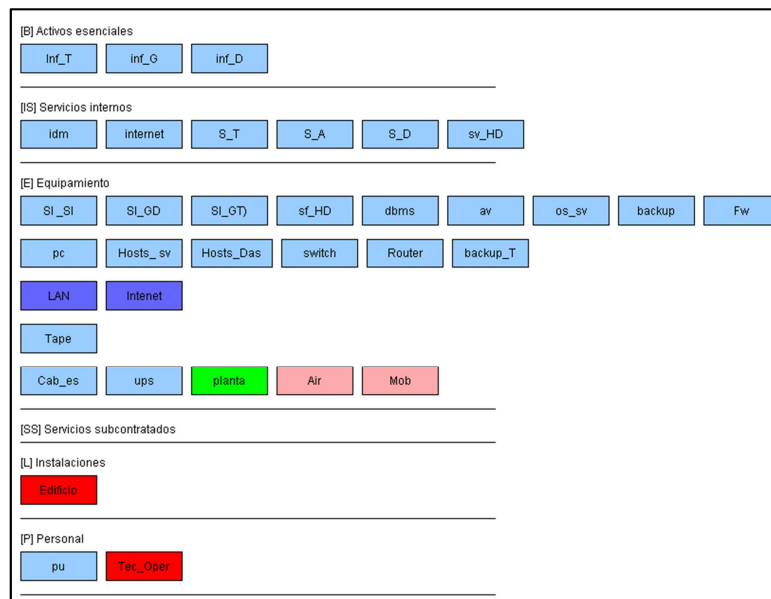 [B] Activos esenciales
Inf_T inf_G inf_D
[IS] Servicios internos
idm internet S_T S_A S_D sv_HD
[E] Equipamiento
SI _SI SI_GD SI_GT) sf_HD dbms av os_sv backup Fw
pc Hosts_ sv Hosts_Das switch Router backup_T
LAN Intenet
Tape
Cab_es ups planta Air Mob
[SS] Servicios subcontratados
[L] Instalaciones
Edificio
[P] Personal
pu Tec_Oper